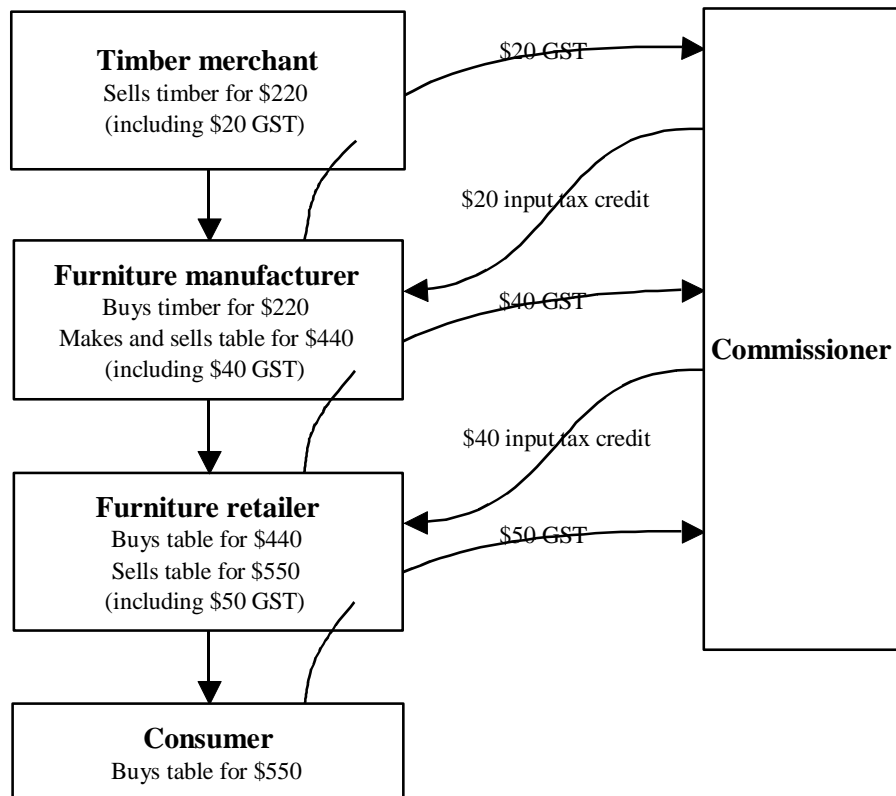 Timber merchant
Sells timber for $220
(including $20 GST)
$20 GST
$20 input tax credit
Furniture manufacturer
Buys timber for $220
Makes and sells table for $440
(including $40 GST)
$40 GST
Commissioner
$40 input tax credit
Furniture retailer
Buys table for $440
Sells table for $550
(including $50 GST)
$50 GST
Consumer
Buys table for $550